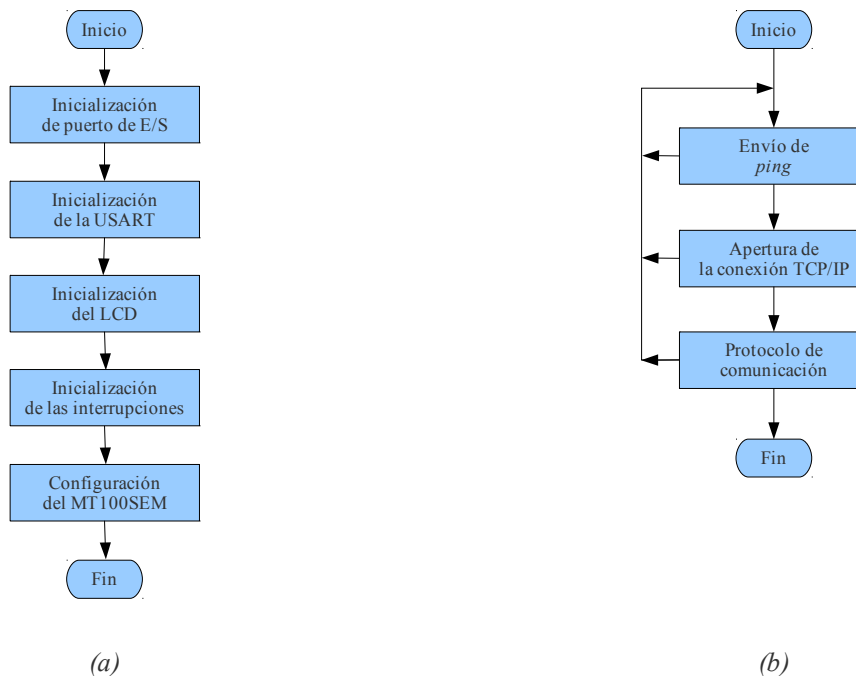 Inicio
Inicialización
de puerto de E/S
Inicialización
de la USART
Inicialización
del LCD
Inicialización
de las interrupciones
Configuración
del MT100SEM
Fin
(a)
Inicio
Envío de
ping
Apertura de
la conexión TCP/IP
Protocolo de
comunicación
Fin
(b)